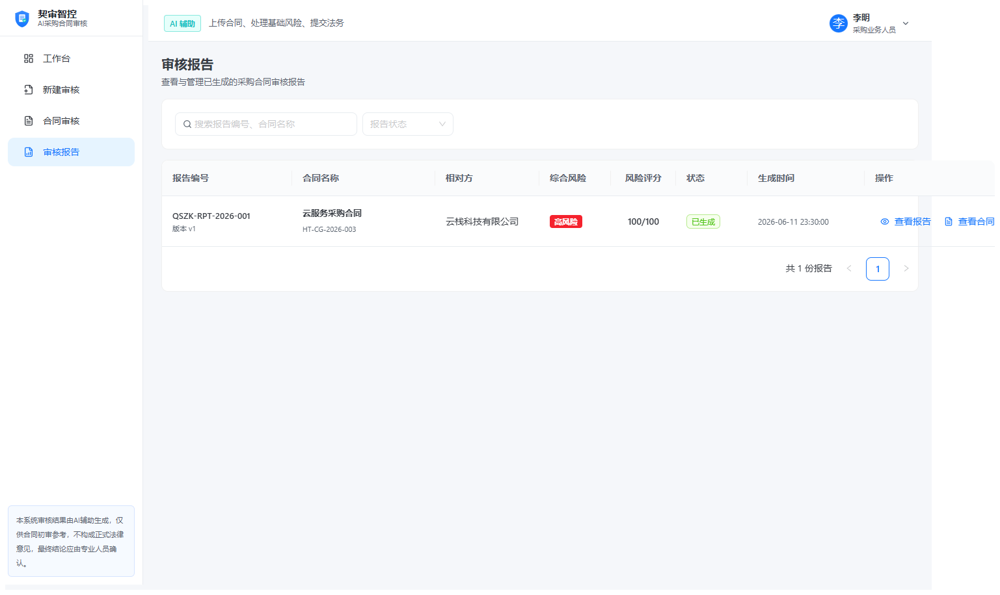 契审智控
AI采购合同审核
工作台
新建审核
合同审核
审核报告
本系统审核结果由AI辅助生成，仅
供合同初审参考，不构成正式法律
意见，最终结论应由专业人员确
认。
AI 辅助 上传合同、处理基础风险、提交法务
李 李明
采购业务人员
审核报告
查看与管理已生成的采购合同审核报告
搜索报告编号、合同名称 报告状态
报告编号 合同名称 相对方 综合风险 风险评分 状态 生成时间 操作
QSZK-RPT-2026-001 云服务采购合同 云栈科技有限公司 高风险 100/100 已生成 2026-06-11 23:30:00 查看报告 查看合同
版本 v1 HT-CG-2026-003
共 1 份报告 1